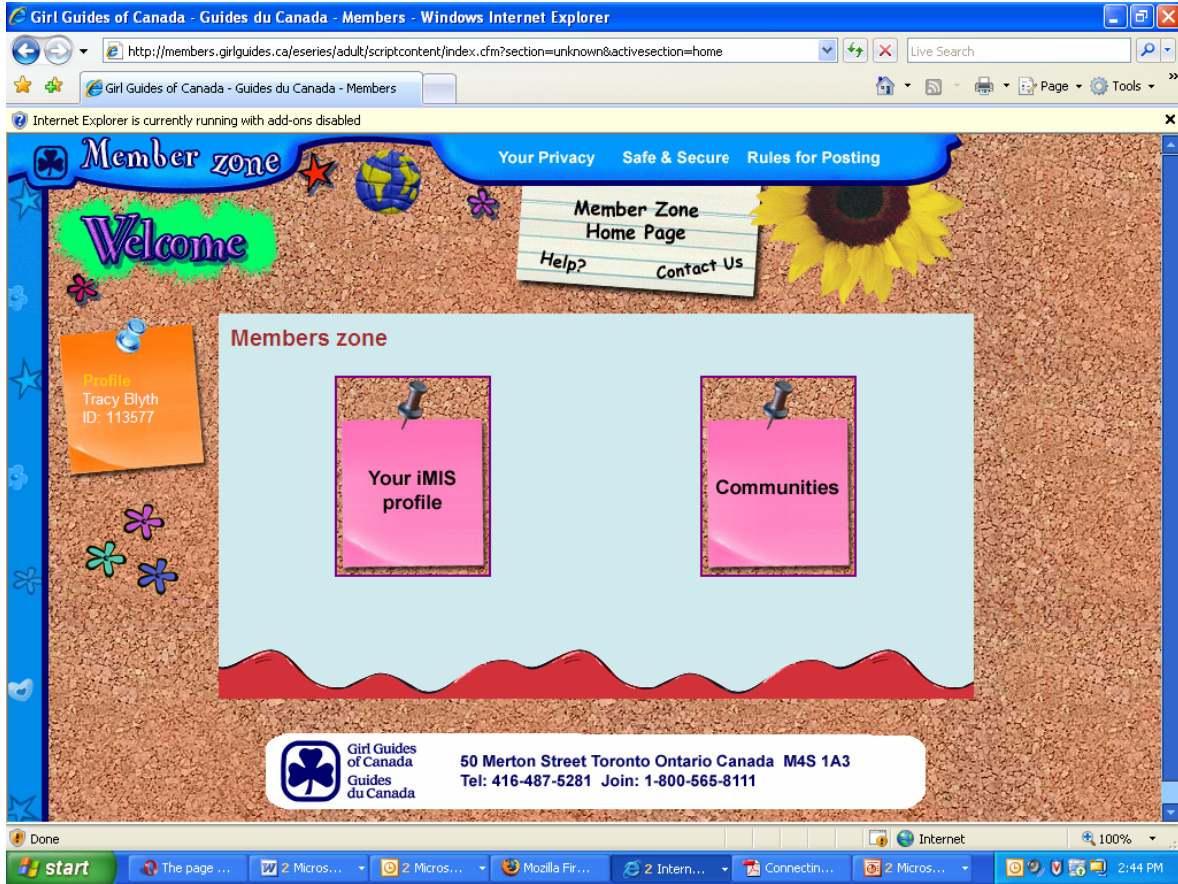 Girl Guides of Canada - Guides du Canada - Members - Windows Internet Explorer
http://members.girlguides.ca/eseries/adult/scriptcontent/index.cfm?section=unknown&activesection=home
Live Search
Girl Guides of Canada - Guides du Canada - Members
Page
Tools
Internet Explorer is currently running with add-ons disabled
Member zone
Your Privacy Safe & Secure Rules for Posting
Welcome
Member Zone
Home Page
Help? Contact Us
Members zone
Profile
Tracy Blyth
ID: 113577
Your iMIS
profile
Communities
Girl Guides
of Canada
Guides
du Canada
50 Merton Street Toronto Ontario Canada M4S 1A3
Tel: 416-487-5281 Join: 1-800-565-8111
Done
Internet
100%
start
The page ...
2 Micros...
2 Micros...
Mozilla Fir...
2 Intern...
Connectin...
2 Micros...
2:44 PM